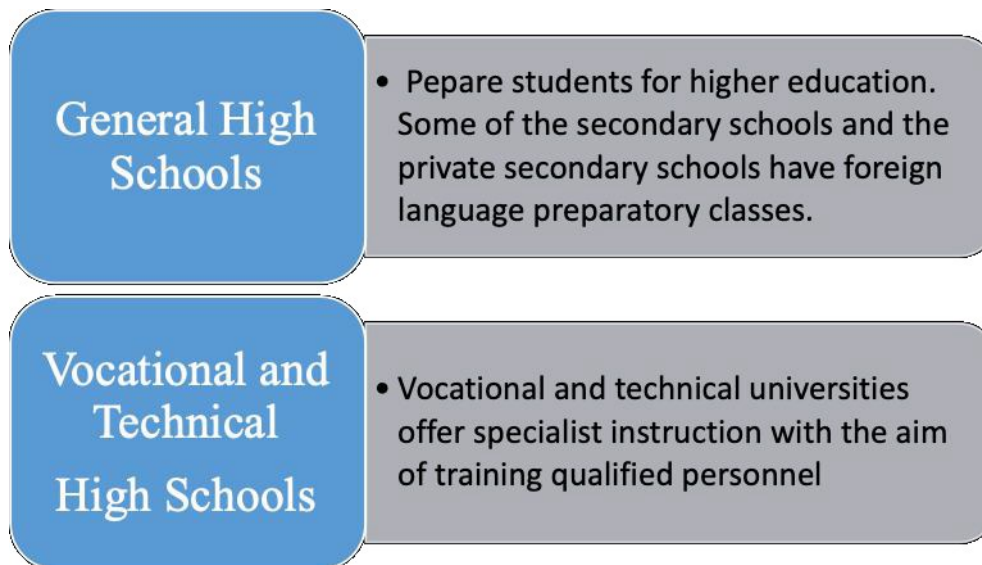 General High
Schools
• Pepare students for higher education.
Some of the secondary schools and the
private secondary schools have foreign
language preparatory classes.
Vocational and
Technical
High Schools
• Vocational and technical universities
offer specialist instruction with the aim
of training qualified personnel